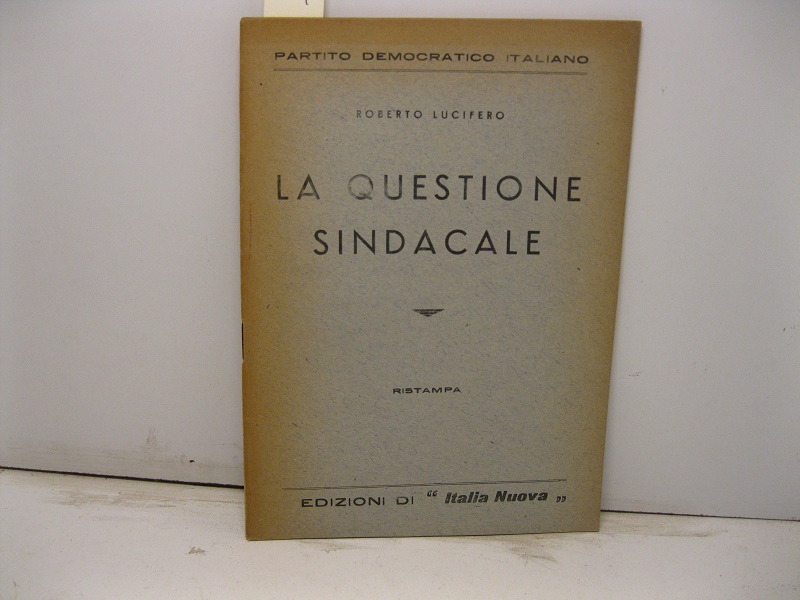 PARTITO DEMOCRATICO ITALIANO
ROBERTO LUCIFERO
LA QUESTIONE
SINDACALE
RISTAMPA
EDIZIONI DI “ Italia Nuova „